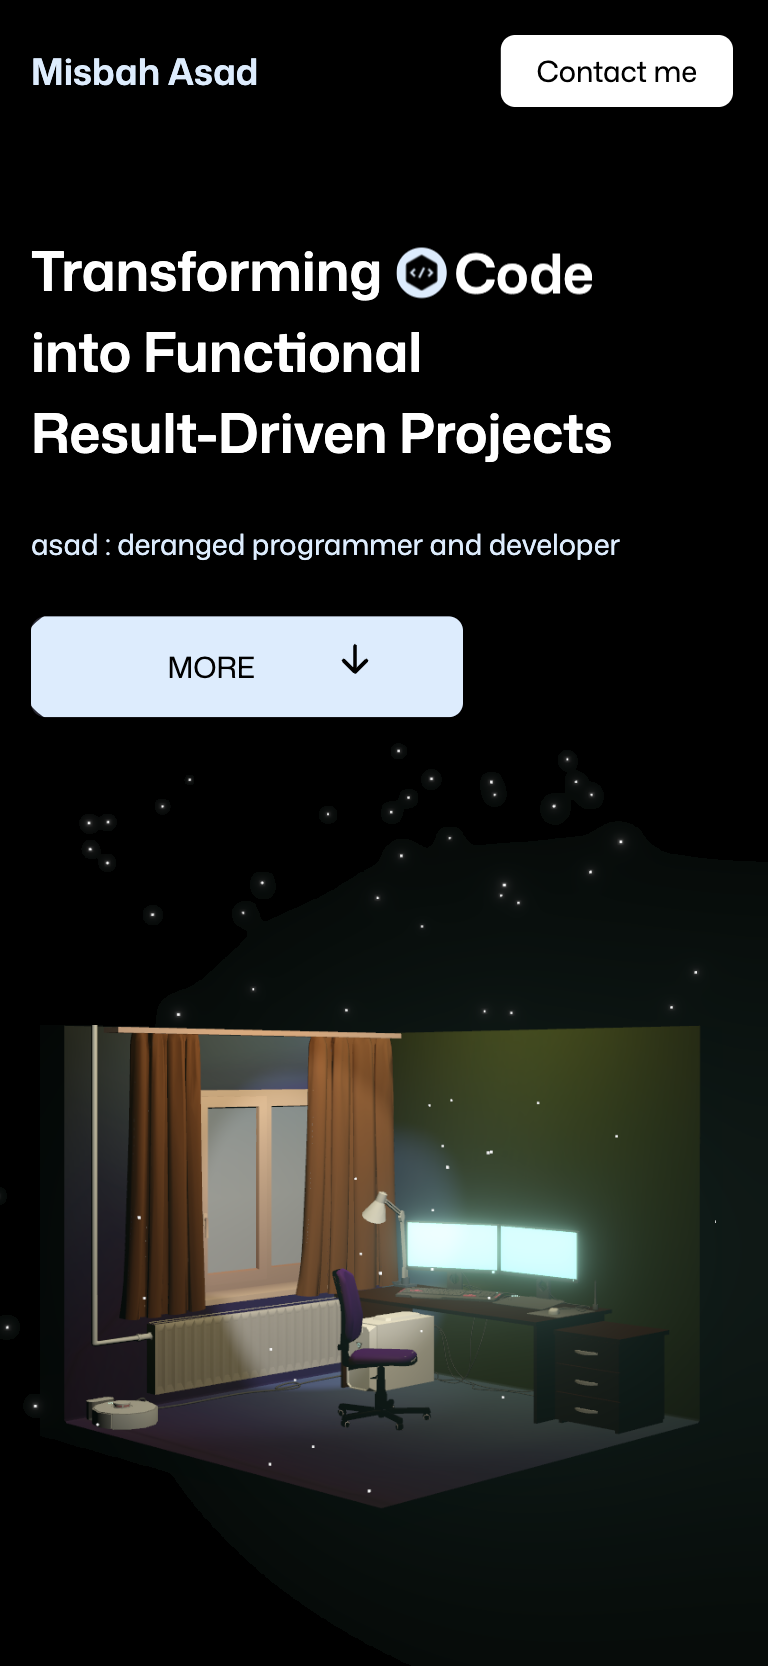 Misbah Asad
Contact me
Transforming </> Code
into Functional
Result-Driven Projects
asad : deranged programmer and developer
MORE